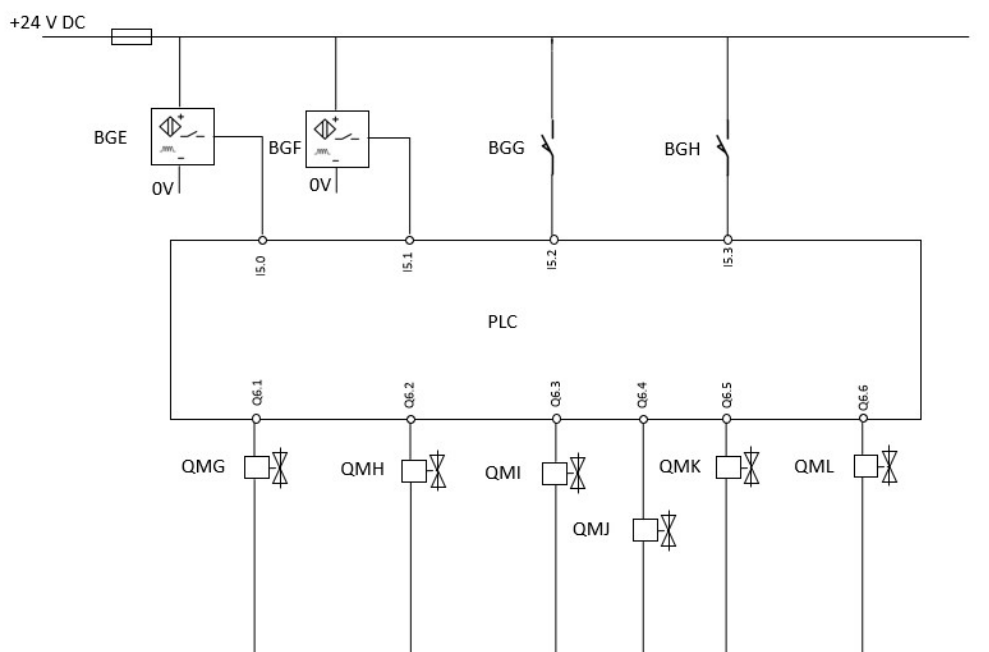 +24 V DC
BGE
BGF
BGG
BGH
0V
0V
I5.0
I5.1
I5.2
I5.3
PLC
Q6.1
Q6.2
Q6.3
Q6.4
Q6.5
Q6.6
QMG
QMH
QMI
QMK
QML
QMJ